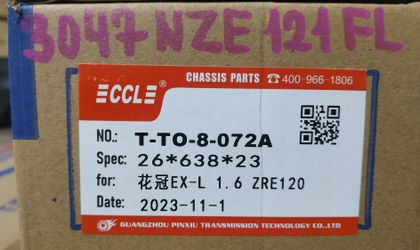 3047 NZE 121 FL
ECCLE®
CHASSIS PARTS ☎400-966-1806
NO.: T-TO-8-072A
Spec: 26*638*23
for: 花冠EX-L 1.6 ZRE120
Date: 2023-11-1
GUANGZHOU PINXIU TRANSMISSION TECHNOLOGY CO.,LTD